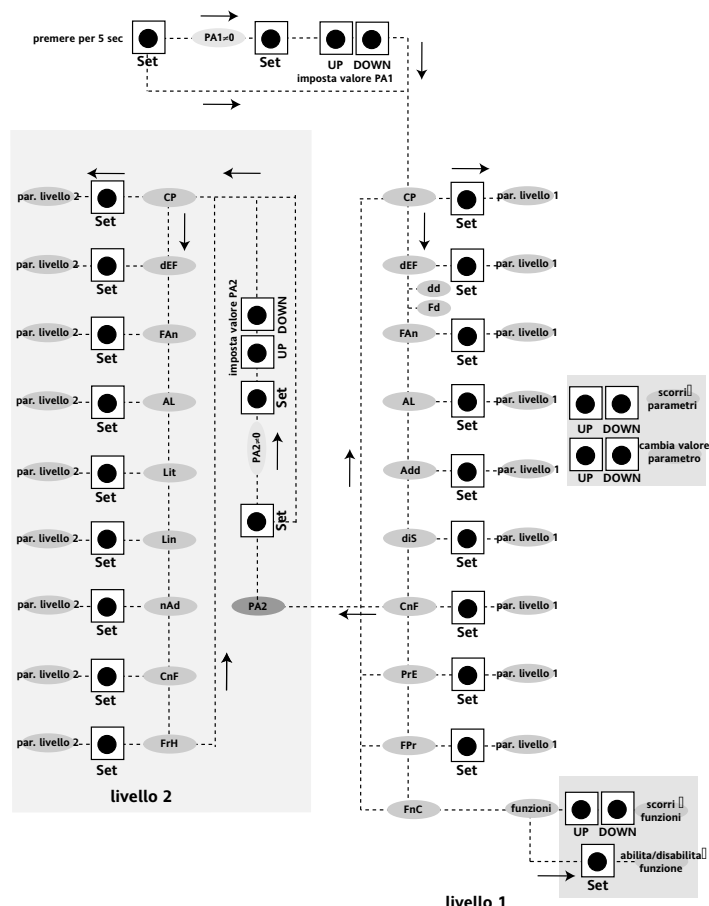 premere per 5 sec
Set
PA1≠0
Set
UP DOWN
imposta valore PA1
par. livello 2
Set
CP
par. livello 2
Set
dEF
par. livello 2
Set
FAn
par. livello 2
Set
AL
par. livello 2
Set
Lit
par. livello 2
Set
Lin
par. livello 2
Set
nAd
par. livello 2
Set
CnF
par. livello 2
Set
FrH
livello 2
imposta valore PA2
UP DOWN
Set
PA2≠0
Set
PA2
CP
Set
par. livello 1
dEF
Set
par. livello 1
dd
Fd
FAn
Set
par. livello 1
AL
Set
par. livello 1
Add
Set
par. livello 1
diS
Set
par. livello 1
CnF
Set
par. livello 1
PrE
Set
par. livello 1
FPr
Set
par. livello 1
FnC
funzioni
scorri
parametri
UP DOWN
cambia valore
parametro
UP DOWN
scorri
funzioni
UP DOWN
abilita/disabilita
funzione
Set
livello 1